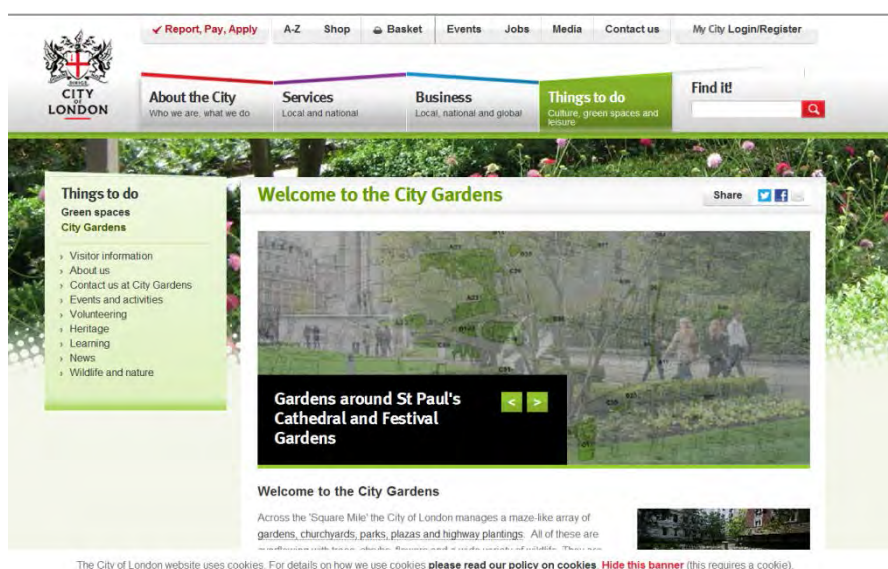 Report, Pay, Apply
A-Z
Shop
Basket
Events
Jobs
Media
Contact us
My City Login/Register
CITY
OF
LONDON
About the City
Who we are, what we do
Services
Local and national
Business
Local, national and global
Things to do
Culture, green spaces and
leisure
Find it!
Things to do
Green spaces
City Gardens
› Visitor information
› About us
› Contact us at City Gardens
› Events and activities
› Volunteering
› Heritage
› Learning
› News
› Wildlife and nature
Welcome to the City Gardens
Share
Gardens around St Paul's
Cathedral and Festival
Gardens
< >
Welcome to the City Gardens
Across the 'Square Mile' the City of London manages a maze-like array of
gardens, churchyards, parks, plazas and highway plantings. All of these are
The City of London website uses cookies. For details on how we use cookies please read our policy on cookies. Hide this banner (this requires a cookie).